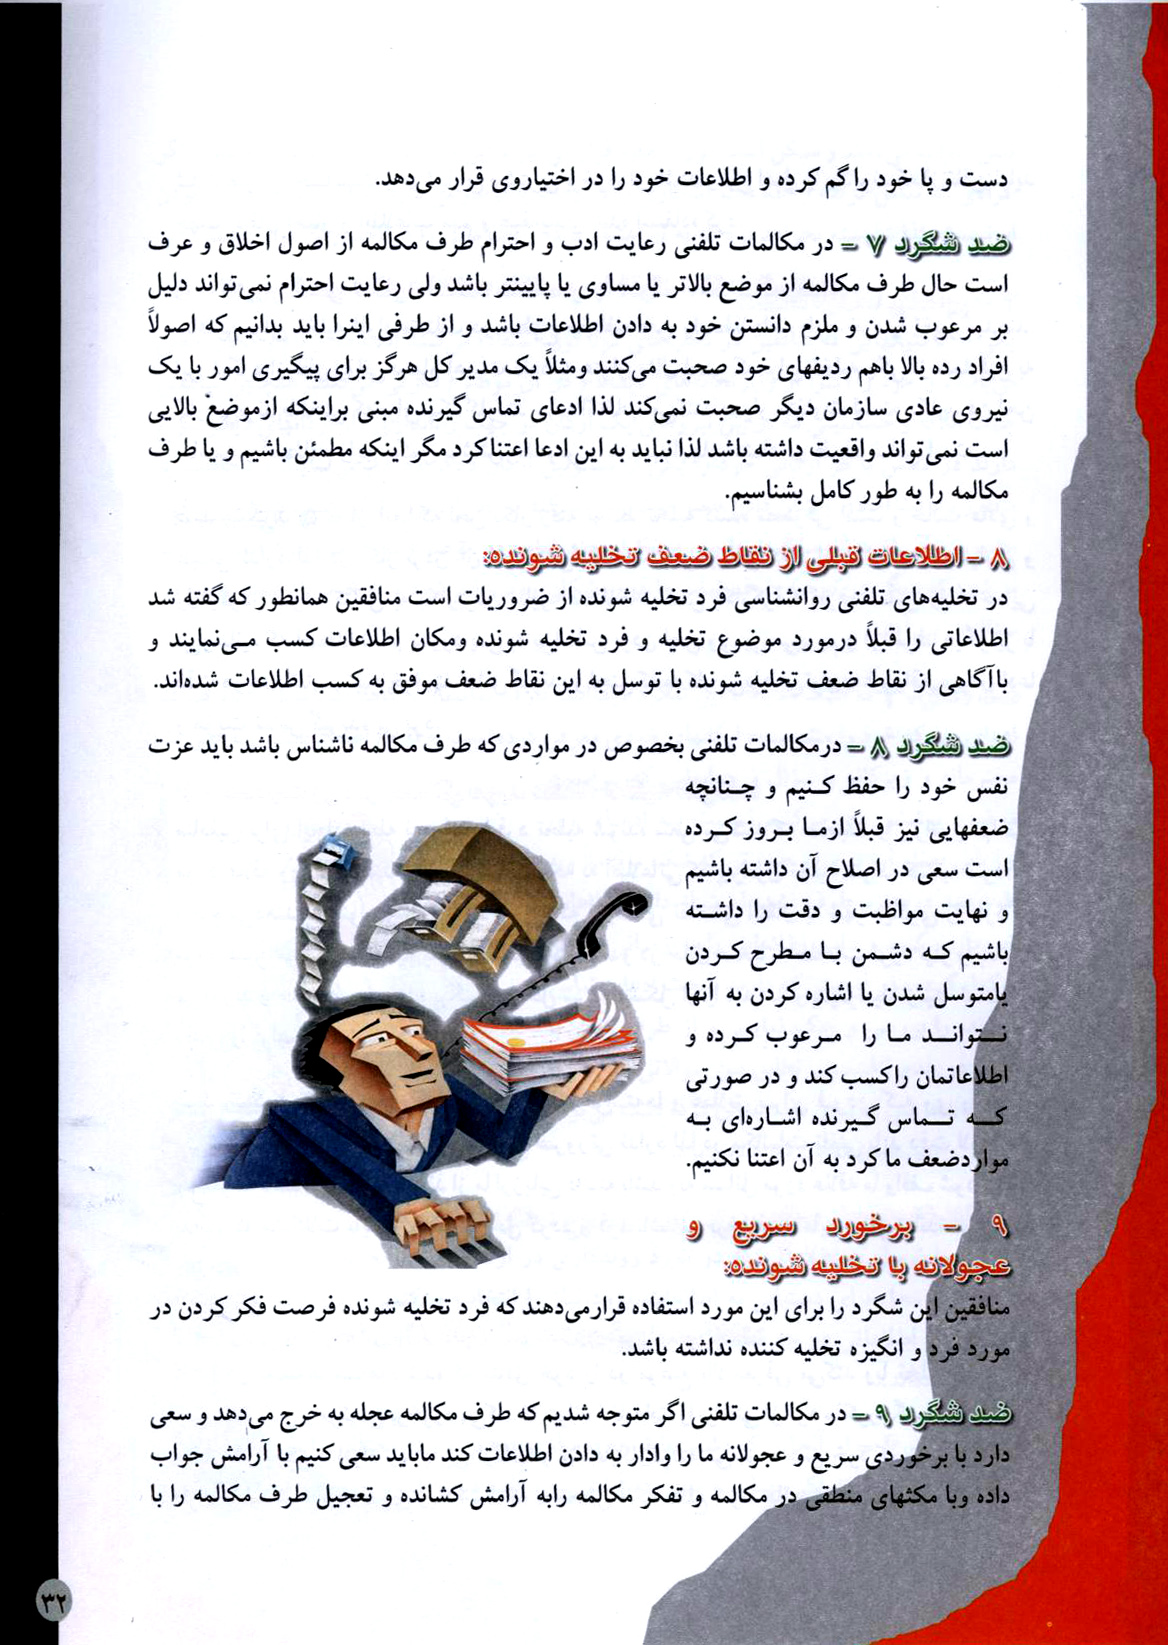 دست و پا خود را گم کرده و اطلاعات خود را در اختیاروی قرار می‌دهد.
ضد شگرد ۷ - در مکالمات تلفنی رعایت ادب و احترام طرف مکالمه از اصول اخلاق و عرف
است حال طرف مکالمه از موضع بالاتر یا مساوی یا پایینتر باشد ولی رعایت احترام نمی‌تواند دلیل
بر مرعوب شدن و ملزم دانستن خود به دادن اطلاعات باشد و از طرفی اینرا باید بدانیم که اصولاً
افراد رده بالا باهم ردیفهای خود صحبت می‌کنند ومثلاً یک مدیر کل هرگز برای پیگیری امور با یک
نیروی عادی سازمان دیگر صحبت نمی‌کند لذا ادعای تماس گیرنده مبنی براینکه ازموضع بالایی
است نمی‌تواند واقعیت داشته باشد لذا نباید به این ادعا اعتنا کرد مگر اینکه مطمئن باشیم و یا طرف
مکالمه را به طور کامل بشناسیم.
۸ - اطلاعات قبلی از نقاط ضعف تخلیه شونده:
در تخلیه‌های تلفنی روانشناسی فرد تخلیه شونده از ضروریات است منافقین همانطور که گفته شد
اطلاعاتی را قبلاً درمورد موضوع تخلیه و فرد تخلیه شونده ومکان اطلاعات کسب می‌نمایند و
باآگاهی از نقاط ضعف تخلیه شونده با توسل به این نقاط ضعف موفق به کسب اطلاعات شده‌اند.
ضد شگرد ۸ - درمکالمات تلفنی بخصوص در مواردی که طرف مکالمه ناشناس باشد باید عزت
نفس خود را حفظ کنیم و چنانچه
ضعفهایی نیز قبلاً ازما بروز کرده
است سعی در اصلاح آن داشته باشیم
و نهایت مواظبت و دقت را داشته
باشیم که دشمن با مطرح کردن
یامتوسل شدن یا اشاره کردن به آنها
نتواند ما را مرعوب کرده و
اطلاعاتمان راکسب کند و در صورتی
که تماس گیرنده اشاره‌ای به
مواردضعف ما کرد به آن اعتنا نکنیم.
۹ - برخورد سریع و
عجولانه با تخلیه شونده:
منافقین این شگرد را برای این مورد استفاده قرارمی‌دهند که فرد تخلیه شونده فرصت فکر کردن در
مورد فرد و انگیزه تخلیه کننده نداشته باشد.
ضد شگرد ۹ - در مکالمات تلفنی اگر متوجه شدیم که طرف مکالمه عجله به خرج می‌دهد و سعی
دارد با برخوردی سریع و عجولانه ما را وادار به دادن اطلاعات کند ماباید سعی کنیم با آرامش جواب
داده وبا مکثهای منطقی در مکالمه و تفکر مکالمه رابه آرامش کشانده و تعجیل طرف مکالمه را با
۳۲